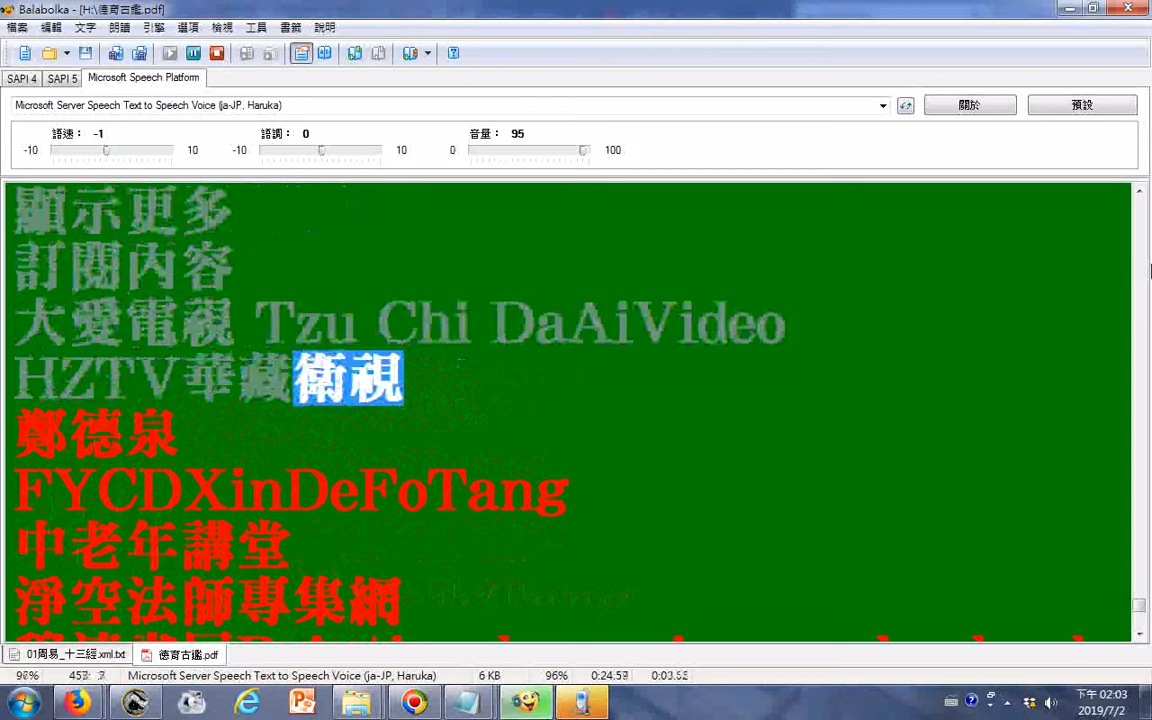 Balabolka - [H:\德育古鑑.pdf]
檔案 編輯 文字 朗讀 引擎 選項 檢視 工具 書籤 說明
SAPI 4 SAPI 5 Microsoft Speech Platform
Microsoft Server Speech Text to Speech Voice (ja-JP, Haruka) 關於 預設
語速： -1 語調： 0 音量： 95
-10 10 -10 10 0 100
顯示更多
訂閱內容
大愛電視 Tzu Chi DaAiVideo
HZTV華藏衛視
鄭德泉
FYCDXinDeFoTang
中老年講堂
淨空法師專集網
01周易_十三經.xml.txt 德育古鑑.pdf
Microsoft Server Speech Text to Speech Voice (ja-JP, Haruka) 6 KB 96%
下午 02:03
2019/7/2